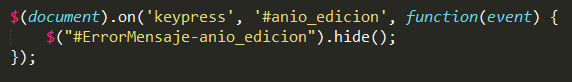 $(document).on('keypress', '#anio_edicion', function(event) {
    $("#ErrorMensaje-anio_edicion").hide();
});